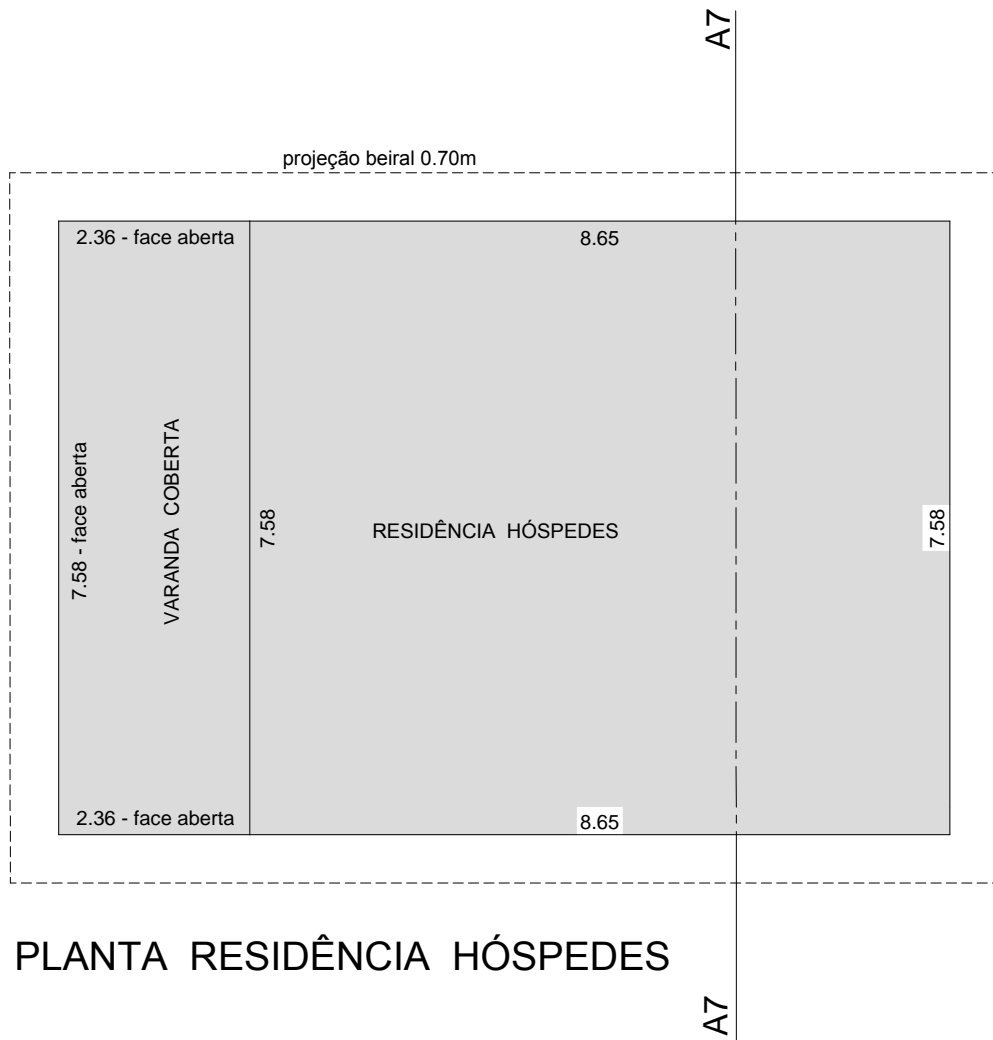 A7
projeção beiral 0.70m
2.36 - face aberta
8.65
7.58 - face aberta
VARANDA COBERTA
7.58
RESIDÊNCIA HÓSPEDES
7.58
2.36 - face aberta
8.65
PLANTA RESIDÊNCIA HÓSPEDES
A7